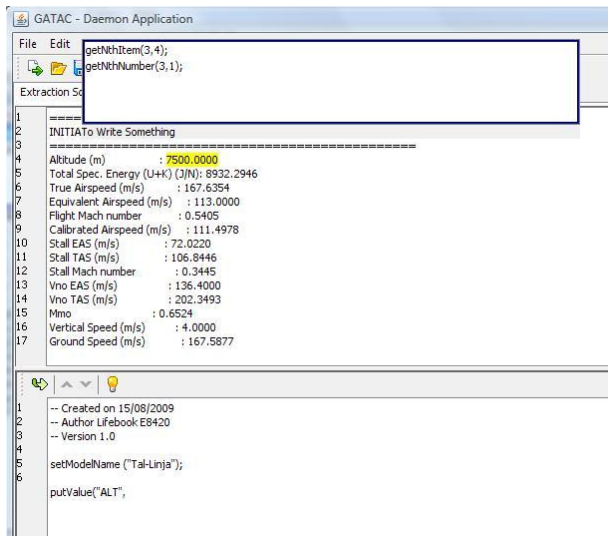 GATAC - Daemon Application
File Edit
getNthItem(3,4);
getNthNumber(3,1);
Extraction Sc
1 ==
2 INITIATo Write Something
3 ================================================
4 Altitude (m) : 7500.0000
5 Total Spec. Energy (U+K) (J/N): 8932.2946
6 True Airspeed (m/s) : 167.6354
7 Equivalent Airspeed (m/s) : 113.0000
8 Flight Mach number : 0.5405
9 Calibrated Airspeed (m/s) : 111.4978
10 Stall EAS (m/s) : 72.0220
11 Stall TAS (m/s) : 106.8446
12 Stall Mach number : 0.3445
13 Vno EAS (m/s) : 136.4000
14 Vno TAS (m/s) : 202.3493
15 Mmo : 0.6524
16 Vertical Speed (m/s) : 4.0000
17 Ground Speed (m/s) : 167.5877
1 -- Created on 15/08/2009
2 -- Author Lifebook E8420
3 -- Version 1.0
4
5 setModelName ("Tal-Linja");
6
putValue("ALT",